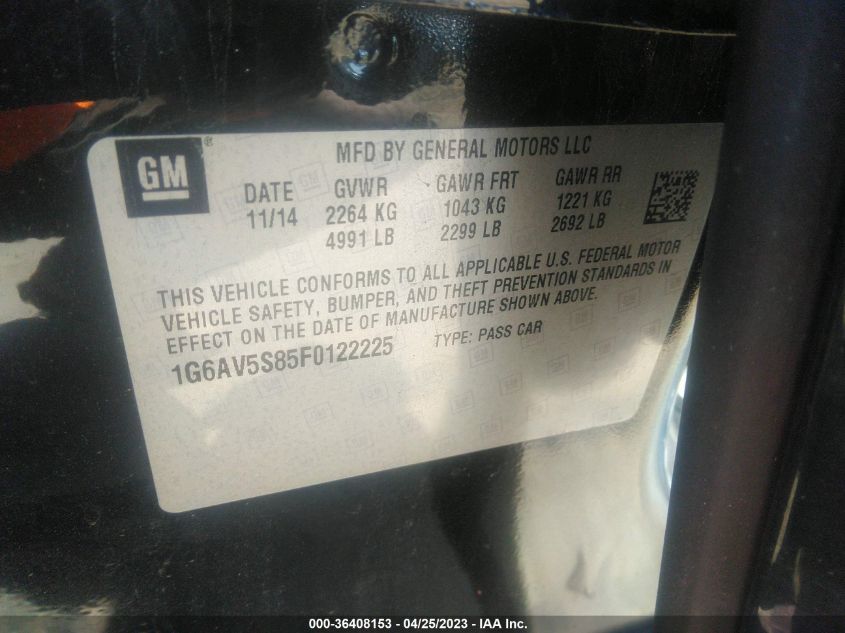 GM
MFD BY GENERAL MOTORS LLC
DATE GVWR GAWR FRT GAWR RR
11/14 2264 KG 1043 KG 1221 KG
4991 LB 2299 LB 2692 LB
THIS VEHICLE CONFORMS TO ALL APPLICABLE U.S. FEDERAL MOTOR
VEHICLE SAFETY, BUMPER, AND THEFT PREVENTION STANDARDS IN
EFFECT ON THE DATE OF MANUFACTURE SHOWN ABOVE.
1G6AV5S85F0122225 TYPE: PASS CAR
000-36408153 - 04/25/2023 - IAA Inc.